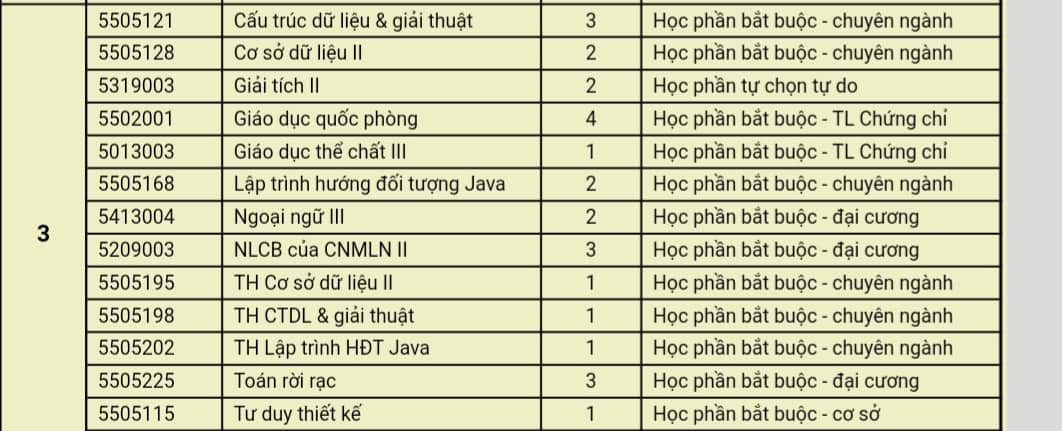 5505121 Cấu trúc dữ liệu & giải thuật 3 Học phần bắt buộc - chuyên ngành
5505128 Cơ sở dữ liệu II 2 Học phần bắt buộc - chuyên ngành
5319003 Giải tích II 2 Học phần tự chọn tự do
5502001 Giáo dục quốc phòng 4 Học phần bắt buộc - TL Chứng chỉ
5013003 Giáo dục thể chất III 1 Học phần bắt buộc - TL Chứng chỉ
5505168 Lập trình hướng đối tượng Java 2 Học phần bắt buộc - chuyên ngành
5413004 Ngoại ngữ III 2 Học phần bắt buộc - đại cương
3 5209003 NLCB của CNMLN II 3 Học phần bắt buộc - đại cương
5505195 TH Cơ sở dữ liệu II 1 Học phần bắt buộc - chuyên ngành
5505198 TH CTDL & giải thuật 1 Học phần bắt buộc - chuyên ngành
5505202 TH Lập trình HĐT Java 1 Học phần bắt buộc - chuyên ngành
5505225 Toán rời rạc 3 Học phần bắt buộc - đại cương
5505115 Tư duy thiết kế 1 Học phần bắt buộc - cơ sở